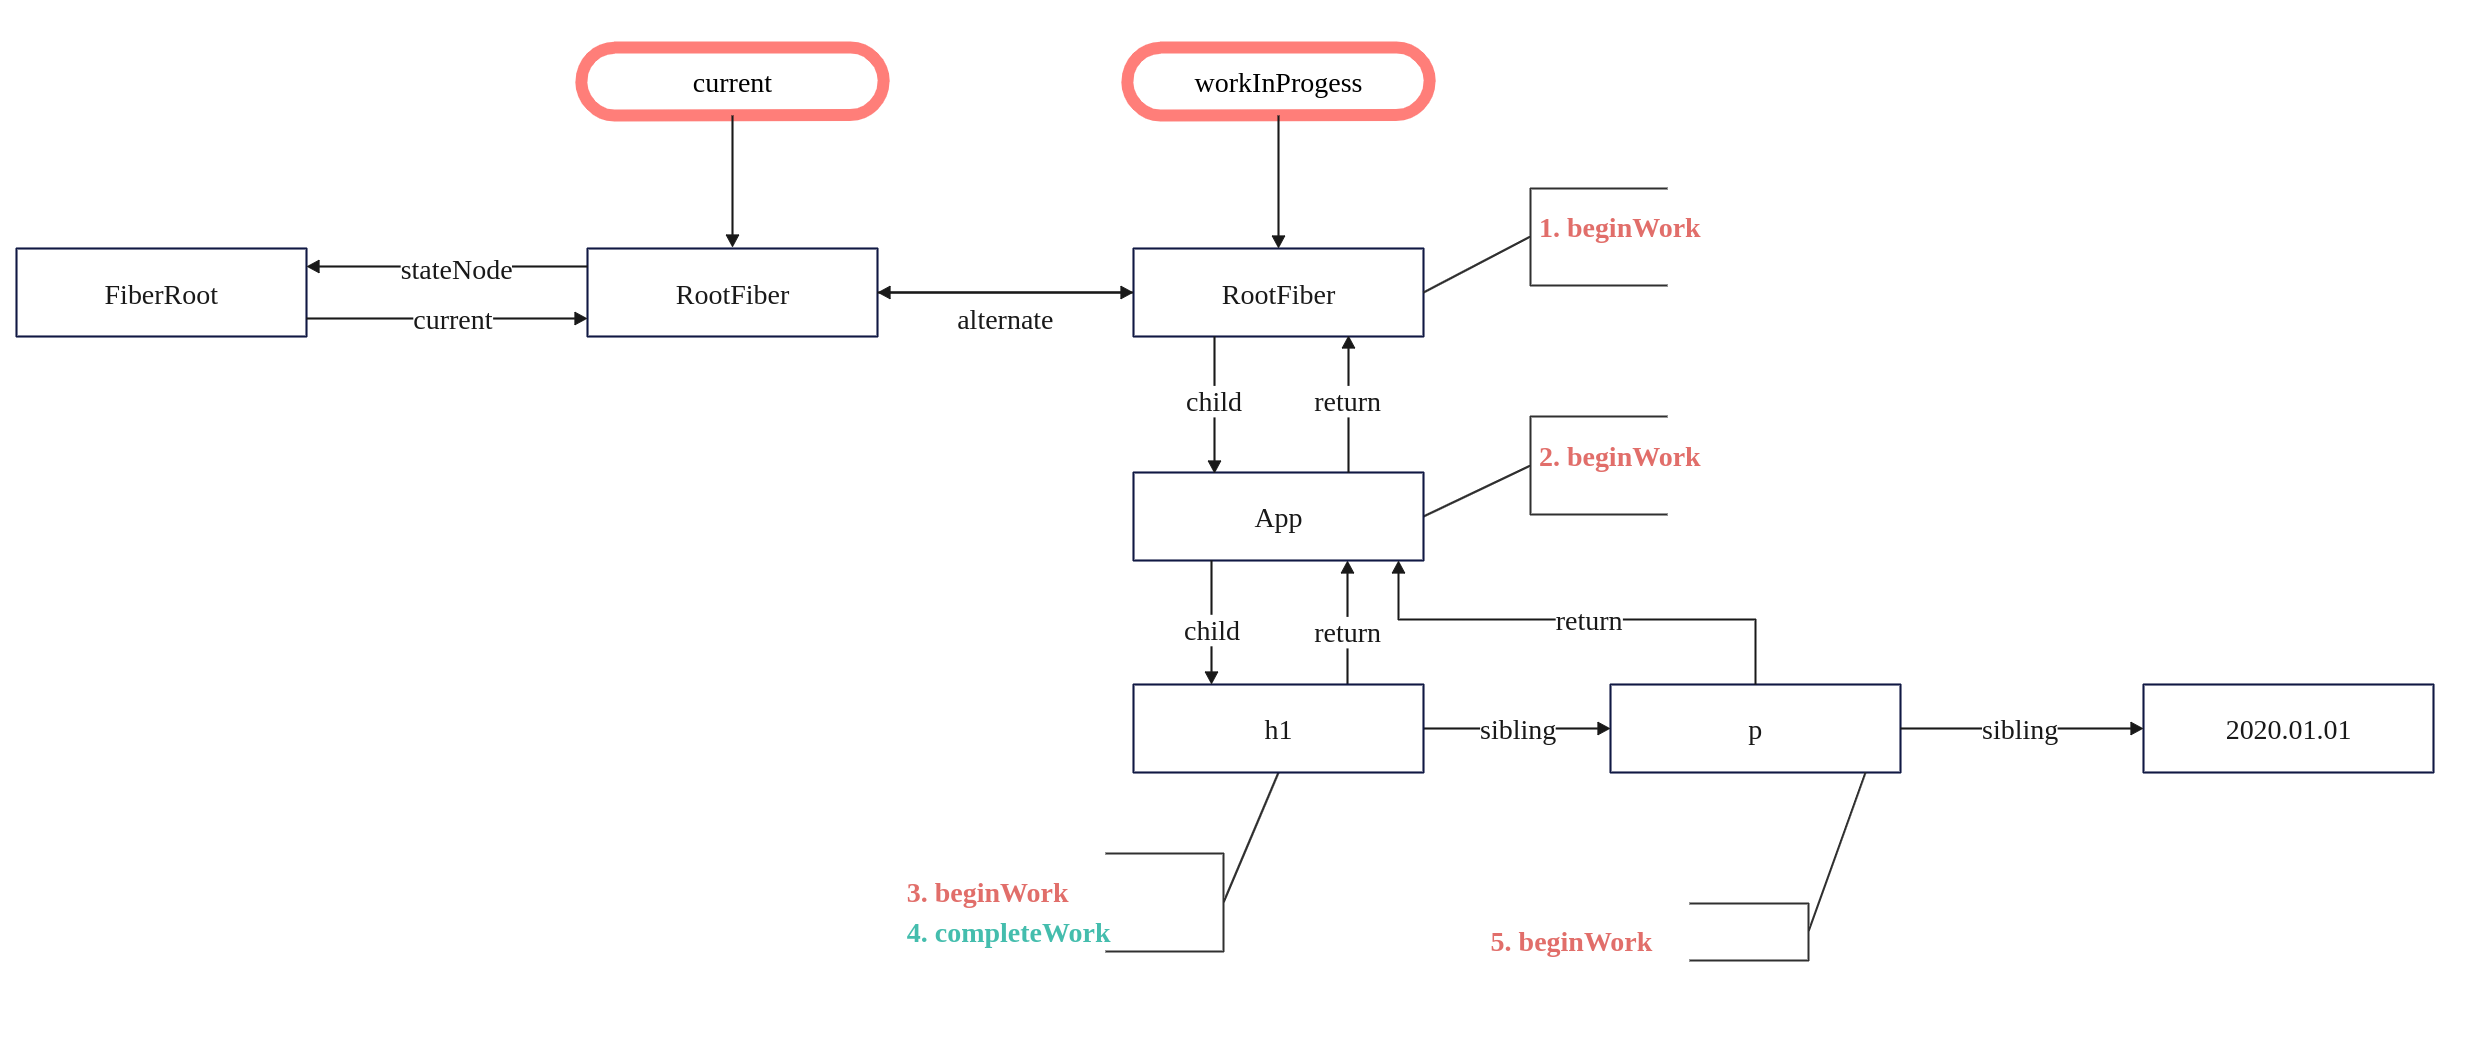 current
workInProgess
1. beginWork
FiberRoot
stateNode
current
RootFiber
alternate
RootFiber
child
return
2. beginWork
App
child
return
return
h1
sibling
p
sibling
2020.01.01
3. beginWork
4. completeWork
5. beginWork